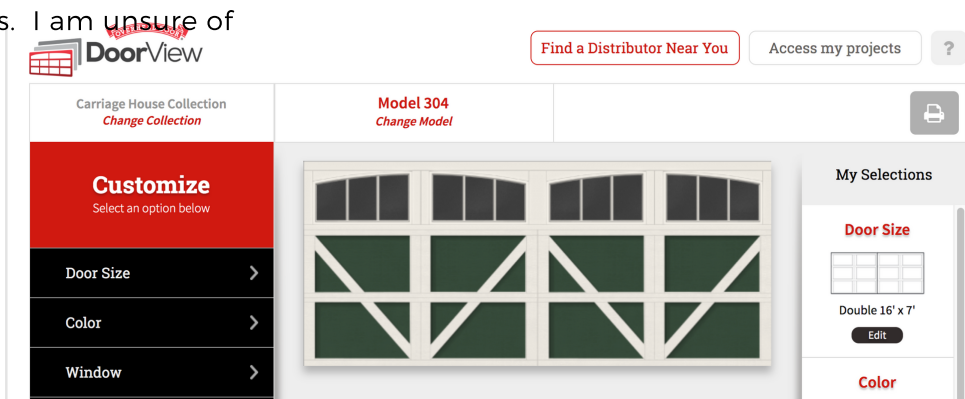 s. I am unsure of
DoorView
Find a Distributor Near You
Access my projects
?
Carriage House Collection
Change Collection
Model 304
Change Model
Customize
Select an option below
My Selections
Door Size
Double 16' x 7'
Edit
Color
Door Size
Color
Window